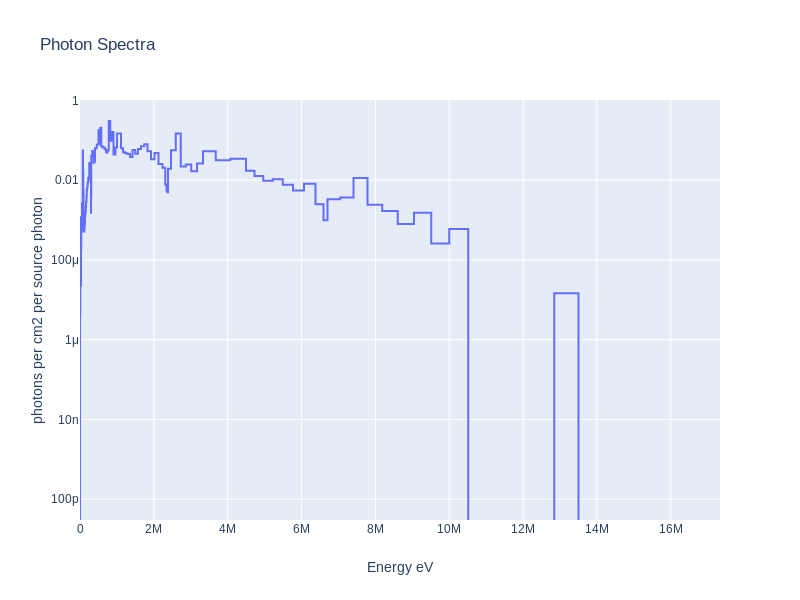 Photon Spectra
photons per cm2 per source photon
1
0.01
100μ
1μ
10n
100p
0
2M
4M
6M
8M
10M
12M
14M
16M
Energy eV